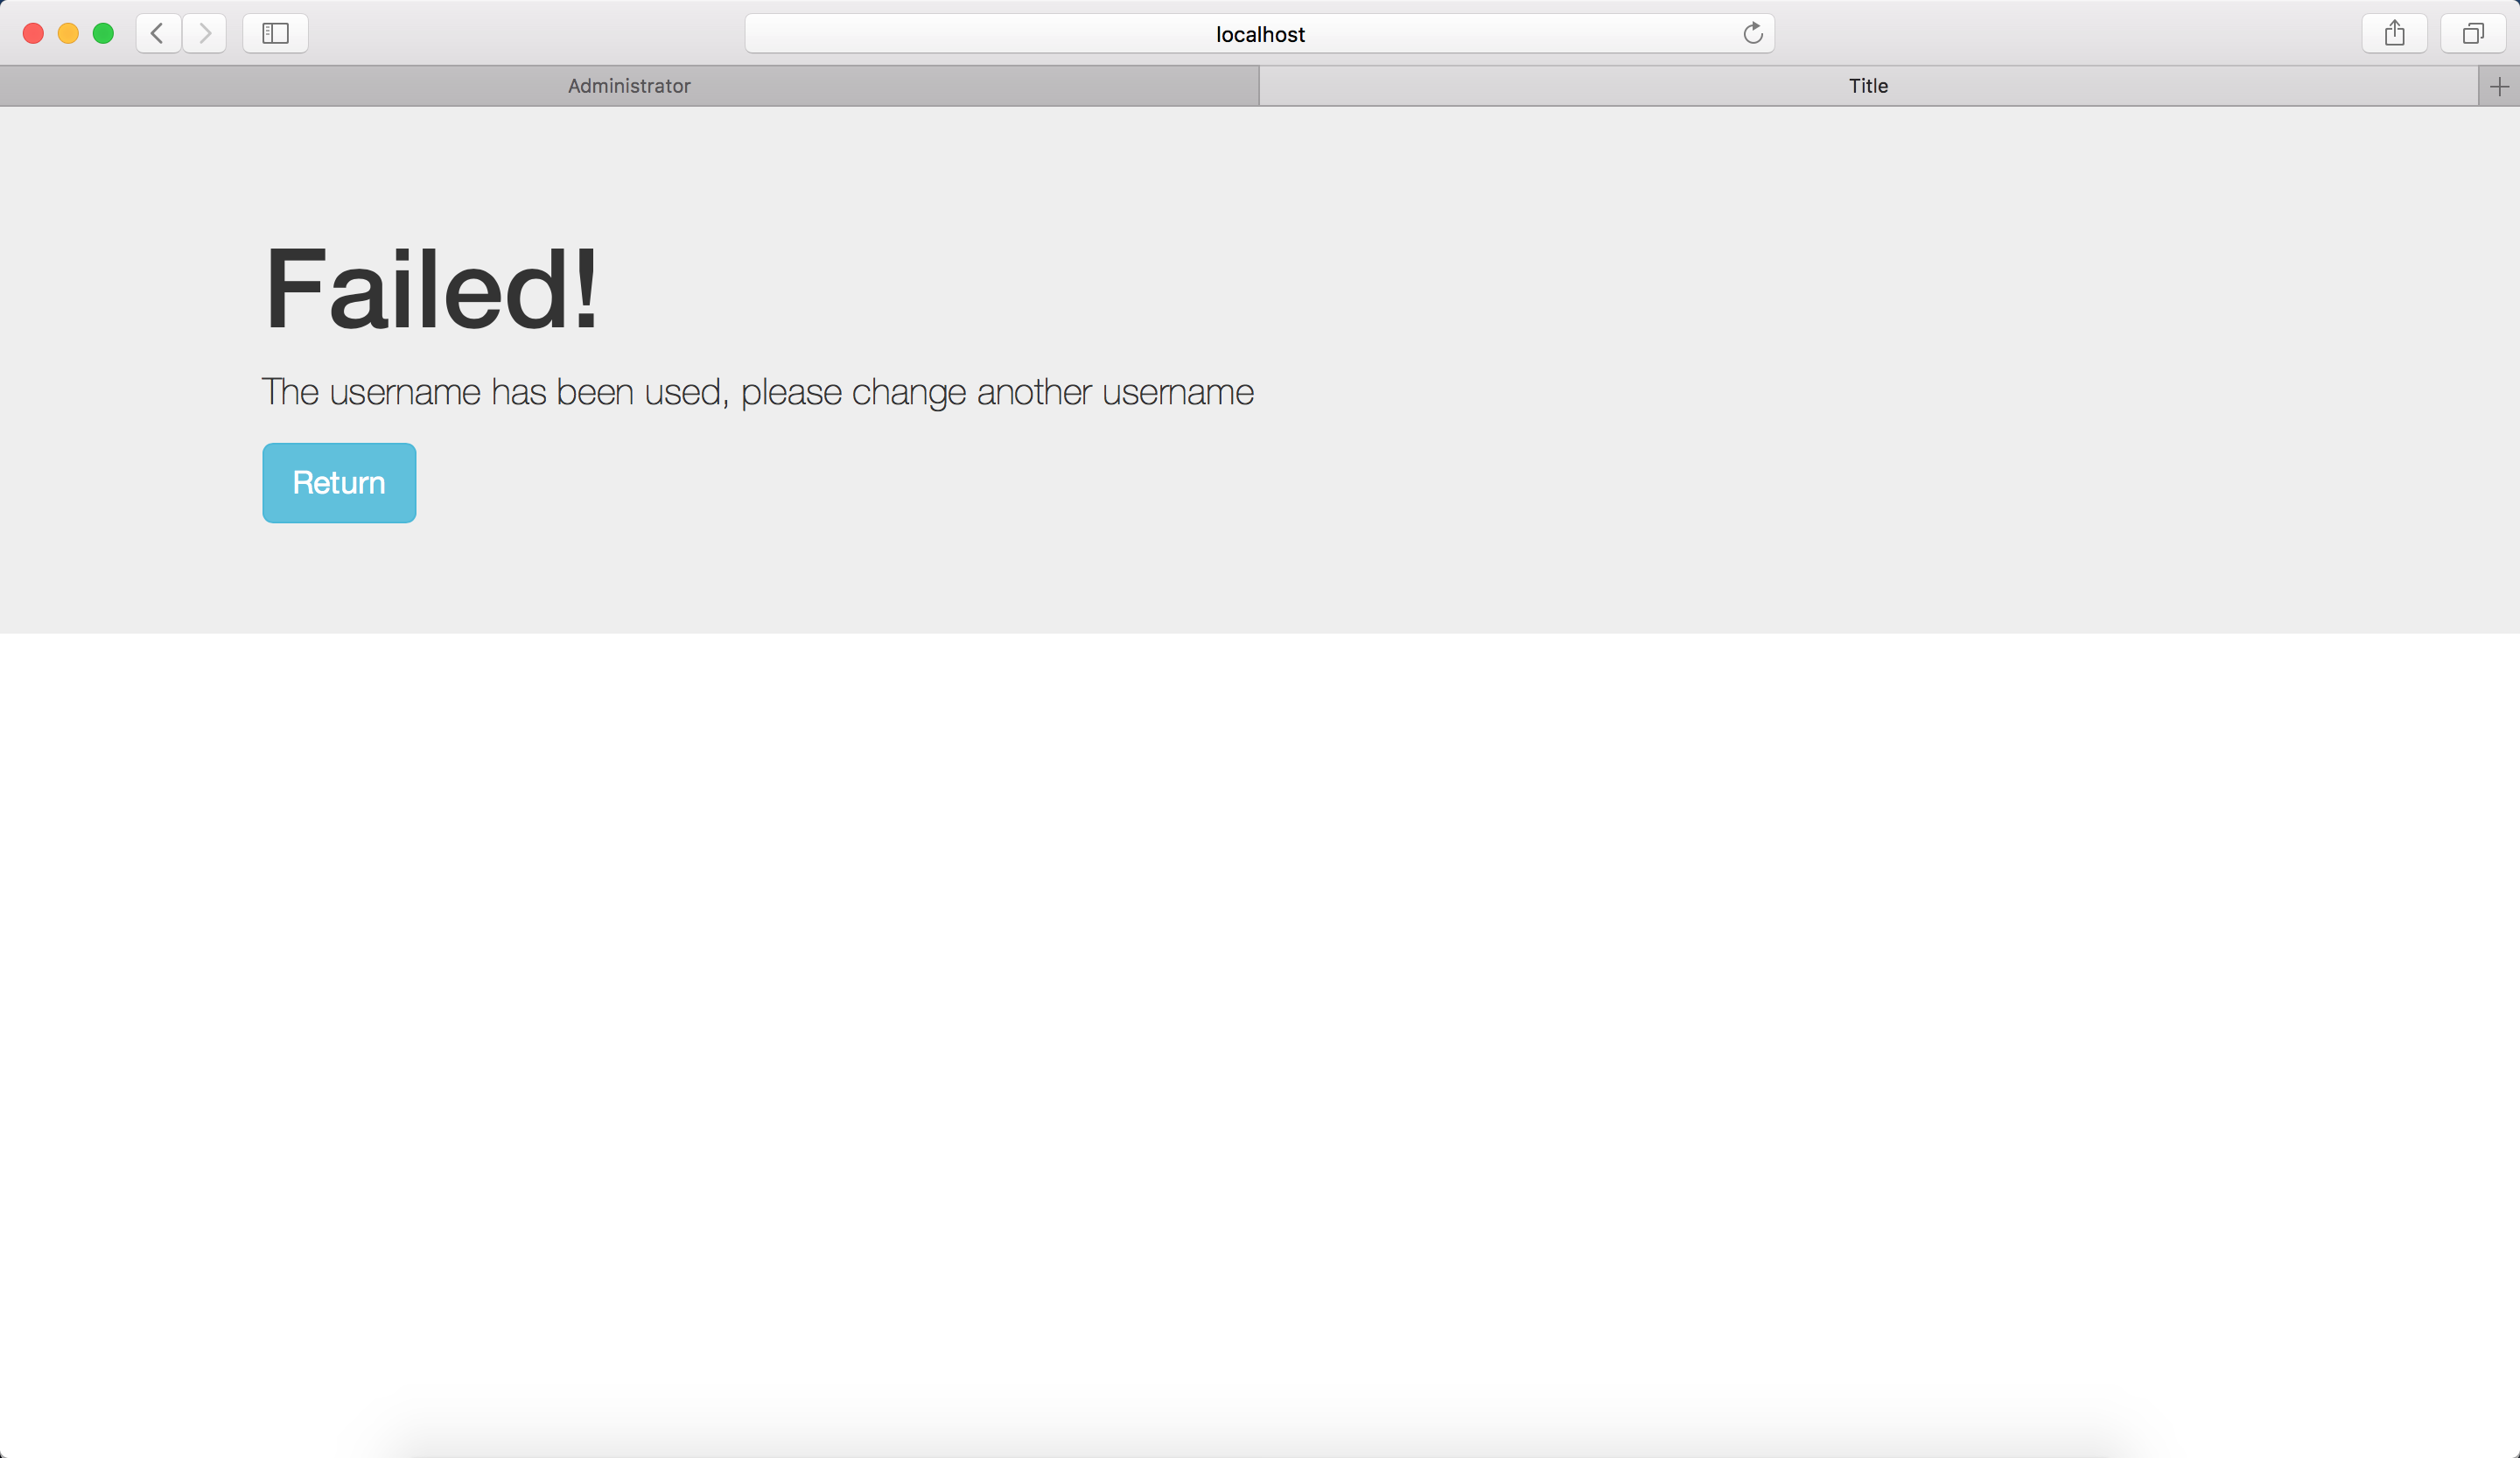 localhost
Administrator
Title
Failed!
The username has been used, please change another username
Return